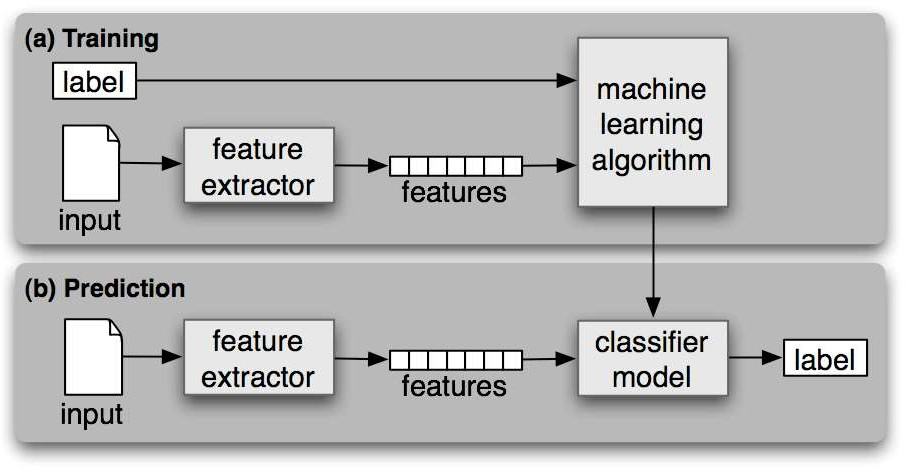 (a) Training
label
machine
learning
algorithm
feature
extractor
features
input
(b) Prediction
feature
extractor
features
input
classifier
model
label